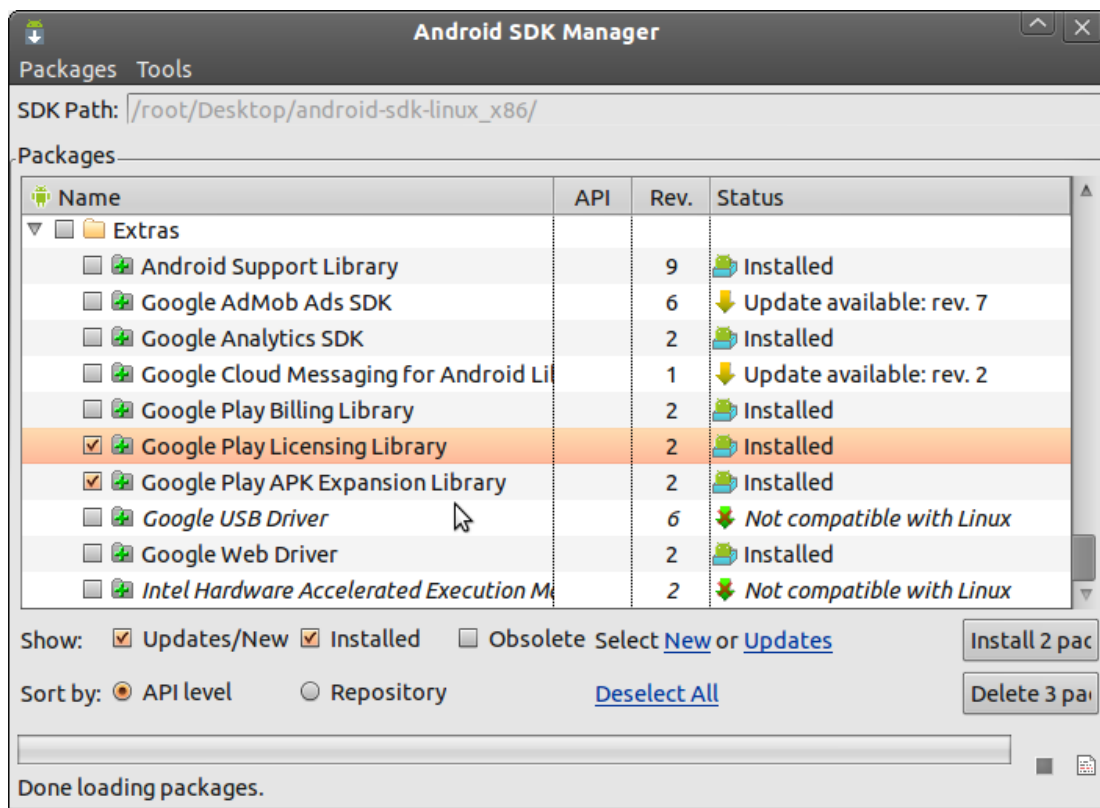 Android SDK Manager
Packages Tools
SDK Path: /root/Desktop/android-sdk-linux_x86/
Packages
Name API Rev. Status
Extras
Android Support Library 9 Installed
Google AdMob Ads SDK 6 Update available: rev. 7
Google Analytics SDK 2 Installed
Google Cloud Messaging for Android Lil 1 Update available: rev. 2
Google Play Billing Library 2 Installed
Google Play Licensing Library 2 Installed
Google Play APK Expansion Library 2 Installed
Google USB Driver 6 Not compatible with Linux
Google Web Driver 2 Installed
Intel Hardware Accelerated Execution Me 2 Not compatible with Linux
Show: Updates/New Installed Obsolete Select New or Updates Install 2 pac
Sort by: API level Repository Deselect All Delete 3 pa
Done loading packages.